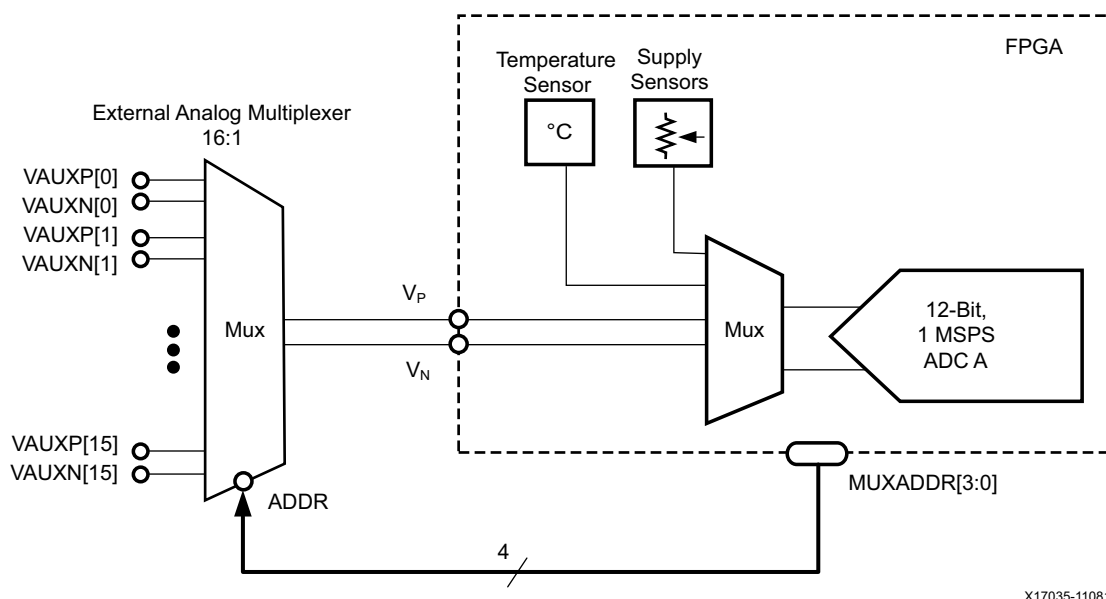 FPGA
Temperature
Sensor
Supply
Sensors
°C
External Analog Multiplexer
16:1
VAUXP[0]
VAUXN[0]
VAUXP[1]
VAUXN[1]
Mux
VP
VN
Mux
12-Bit,
1 MSPS
ADC A
VAUXP[15]
VAUXN[15]
ADDR
MUXADDR[3:0]
4